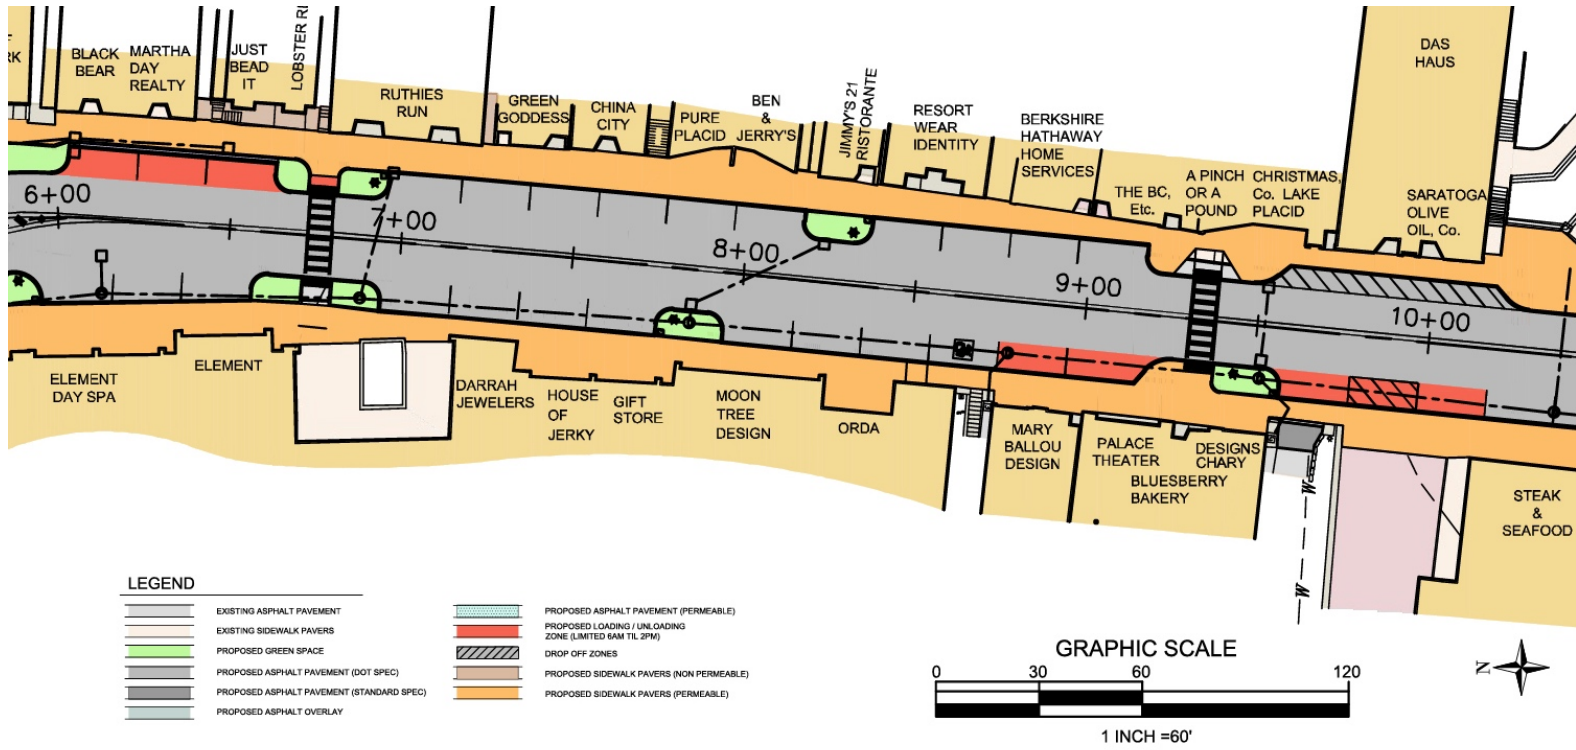 RK
BLACK
BEAR
MARTHA
DAY
REALTY
JUST
BEAD
IT
LOBSTER
RUTHIES
RUN
GREEN
GODDESS
CHINA
CITY
PURE
PLACID
BEN
&
JERRY'S
JIMMY'S 21
RISTORANTE
RESORT
WEAR
IDENTITY
BERKSHIRE
HATHAWAY
HOME
SERVICES
THE BC,
Etc.
A PINCH
OR A
POUND
CHRISTMAS,
Co. LAKE
PLACID
DAS
HAUS
SARATOGA
OLIVE
OIL, Co.
6+00
7+00
8+00
9+00
10+00
ELEMENT
DAY SPA
ELEMENT
DARRAH
JEWELERS
HOUSE
OF
JERKY
GIFT
STORE
MOON
TREE
DESIGN
ORDA
MARY
BALLOU
DESIGN
PALACE
THEATER
BLUESBERRY
BAKERY
DESIGNS
CHARY
W
W
STEAK
&
SEAFOOD
LEGEND
EXISTING ASPHALT PAVEMENT
EXISTING SIDEWALK PAVERS
PROPOSED GREEN SPACE
PROPOSED ASPHALT PAVEMENT (DOT SPEC)
PROPOSED ASPHALT PAVEMENT (STANDARD SPEC)
PROPOSED ASPHALT OVERLAY
PROPOSED ASPHALT PAVEMENT (PERMEABLE)
PROPOSED LOADING / UNLOADING
ZONE (LIMITED 6AM TIL 2PM)
DROP OFF ZONES
PROPOSED SIDEWALK PAVERS (NON PERMEABLE)
PROPOSED SIDEWALK PAVERS (PERMEABLE)
GRAPHIC SCALE
0 30 60 120
1 INCH =60'
N